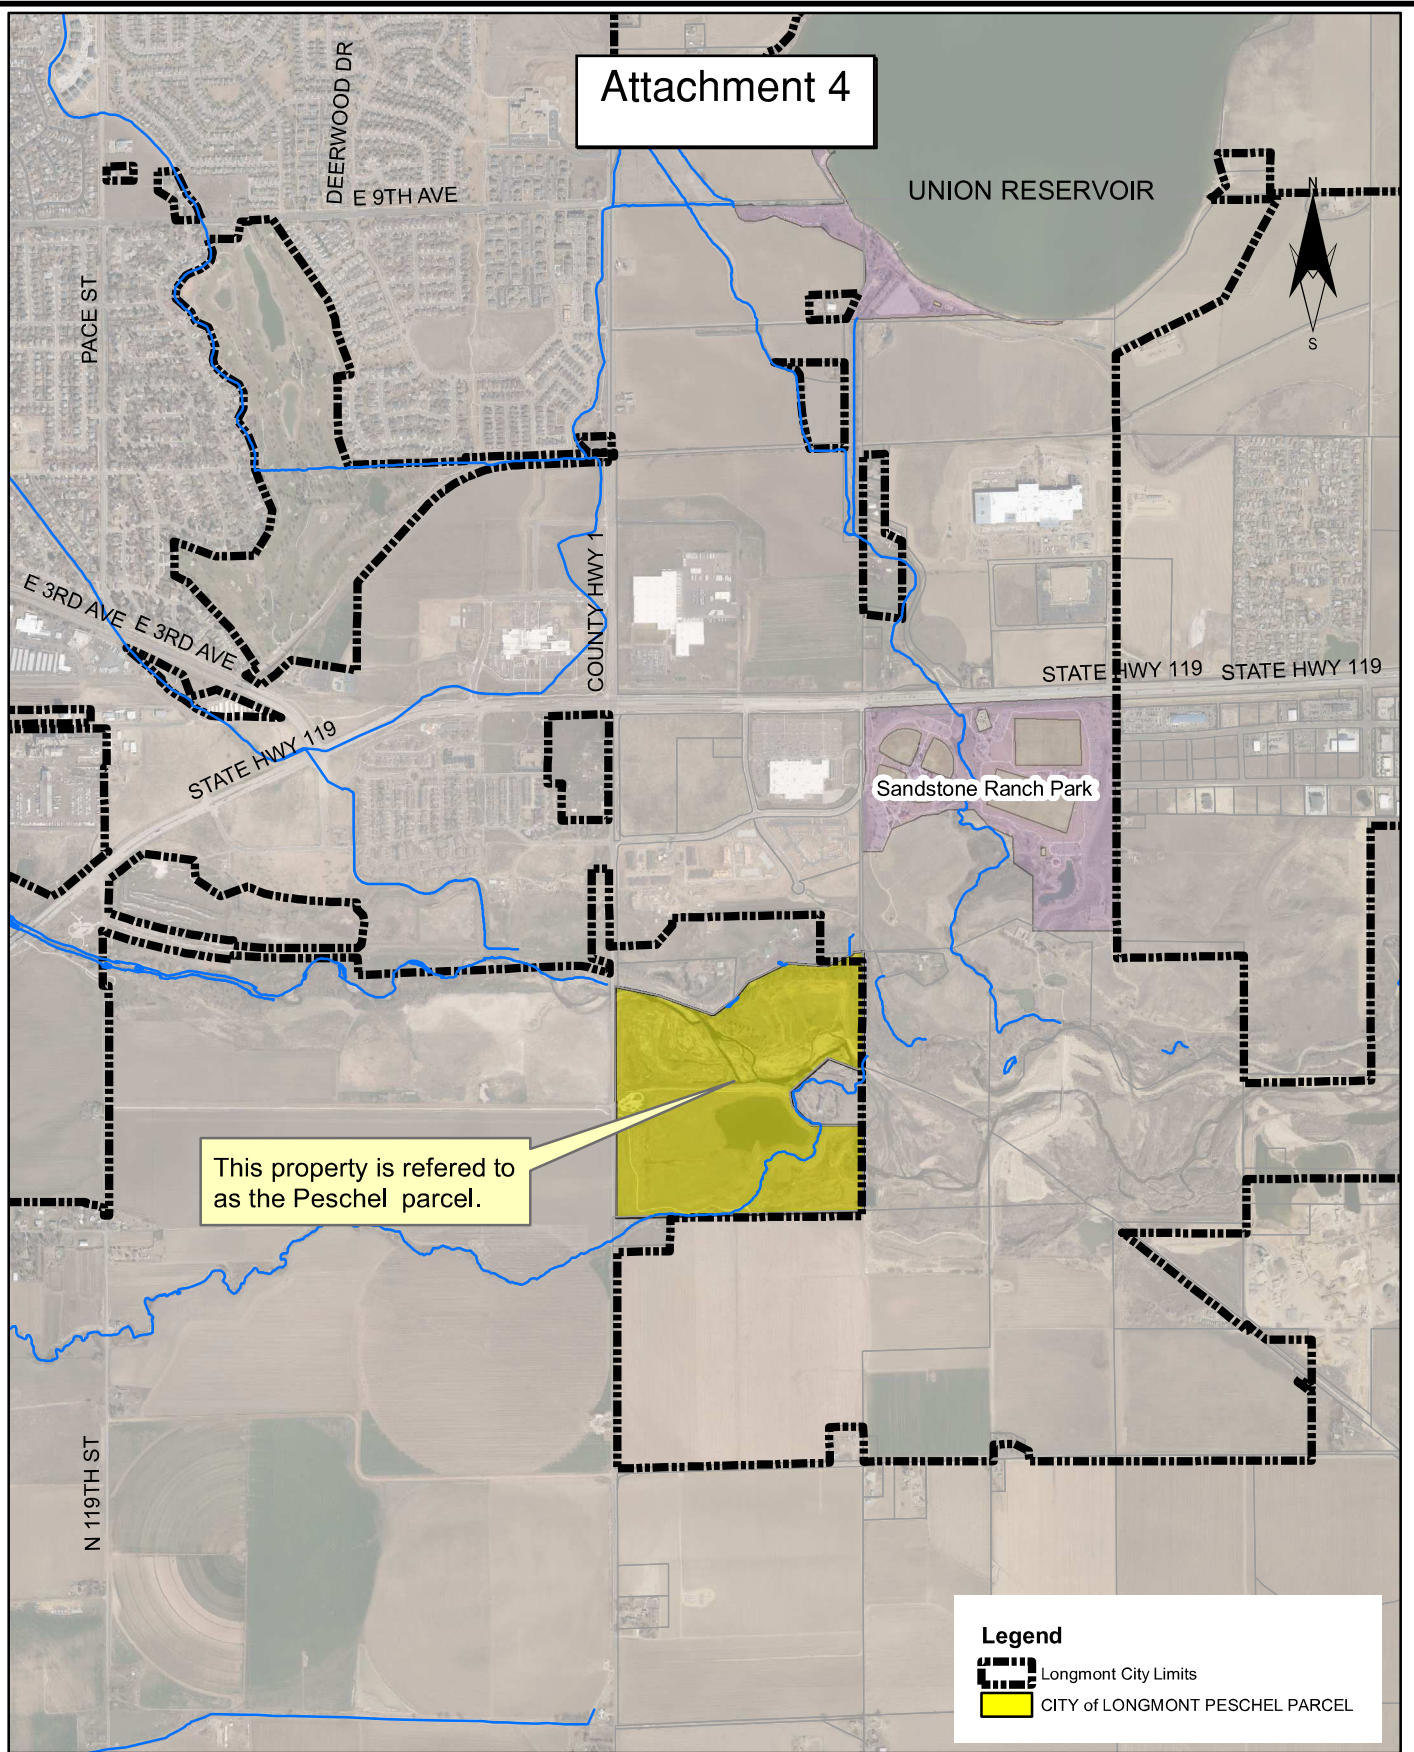 Attachment 4
DEERWOOD DR
E 9TH AVE
UNION RESERVOIR
N
S
PACE ST
E 3RD AVE
E 3RD AVE
COUNTY HWY 1
STATE HWY 119
STATE HWY 119
STATE HWY 119
Sandstone Ranch Park
This property is refered to
as the Peschel parcel.
N 119TH ST
Legend
Longmont City Limits
CITY of LONGMONT PESCHEL PARCEL